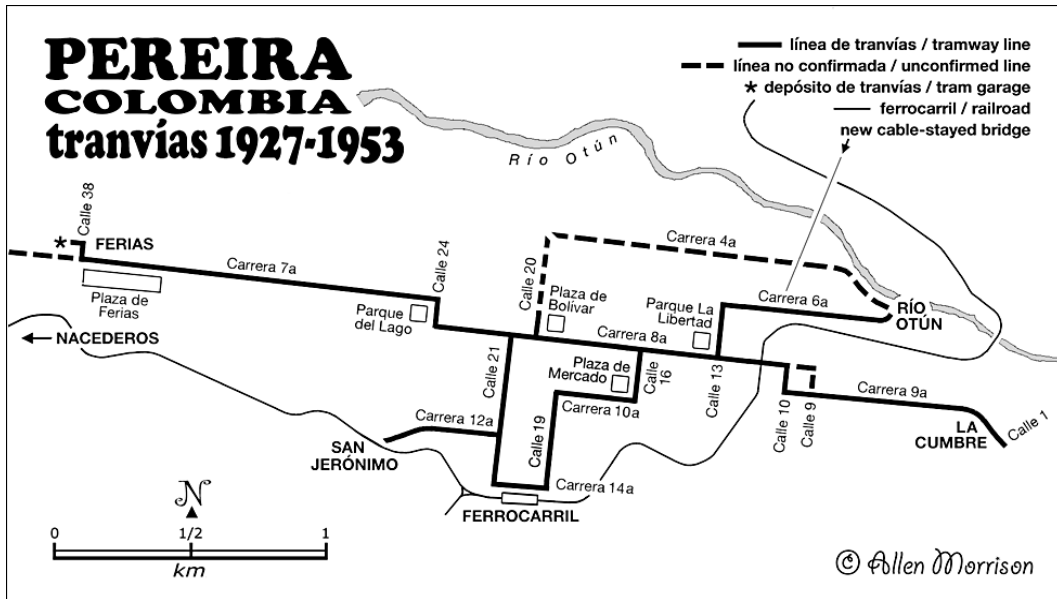 PEREIRA
COLOMBIA
tranvías 1927-1953
línea de tranvías / tramway line
línea no confirmada / unconfirmed line
* depósito de tranvías / tram garage
ferrocarril / railroad
new cable-stayed bridge
Río Otún
Calle 38
*
FERIAS
Carrera 7a
Plaza de
Ferias
NACEDEROS
Calle 24
Parque
del Lago
Calle 20
Carrera 4a
Plaza de
Bolívar
Parque La
Libertad
Carrera 6a
RÍO
OTÚN
Carrera 8a
Calle 21
Plaza de
Mercado
Calle
16
Calle 13
Calle 10
Calle 9
Carrera 9a
LA
CUMBRE
Calle 1
Carrera 12a
Calle 19
Carrera 10a
SAN
JERÓNIMO
Carrera 14a
FERROCARRIL
N
0
1/2
1
km
© Allen Morrison